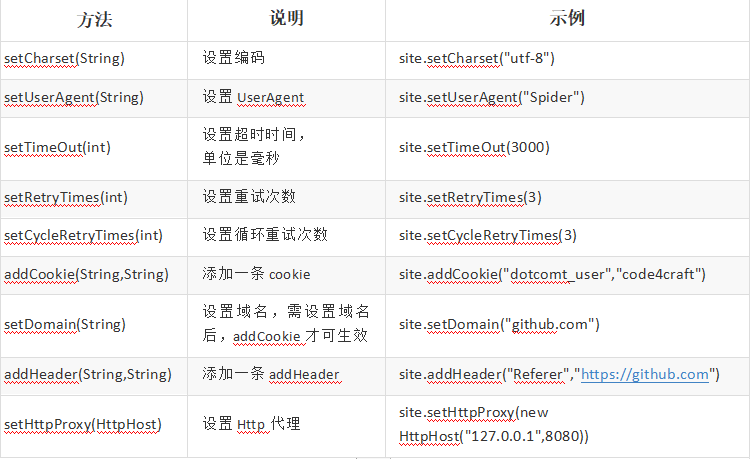 方法 说明 示例
setCharset(String) 设置编码 site.setCharset("utf-8")
setUserAgent(String) 设置 UserAgent site.setUserAgent("Spider")
setTimeOut(int) 设置超时时间， site.setTimeOut(3000)
单位是毫秒
setRetryTimes(int) 设置重试次数 site.setRetryTimes(3)
setCycleRetryTimes(int) 设置循环重试次数 site.setCycleRetryTimes(3)
addCookie(String,String) 添加一条 cookie site.addCookie("dotcomt_user","code4craft")
setDomain(String) 设置域名，需设置域名 site.setDomain("github.com")
后，addCookie 才可生效
addHeader(String,String) 添加一条 addHeader site.addHeader("Referer","https://github.com")
setHttpProxy(HttpHost) 设置 Http 代理 site.setHttpProxy(new
HttpHost("127.0.0.1",8080))